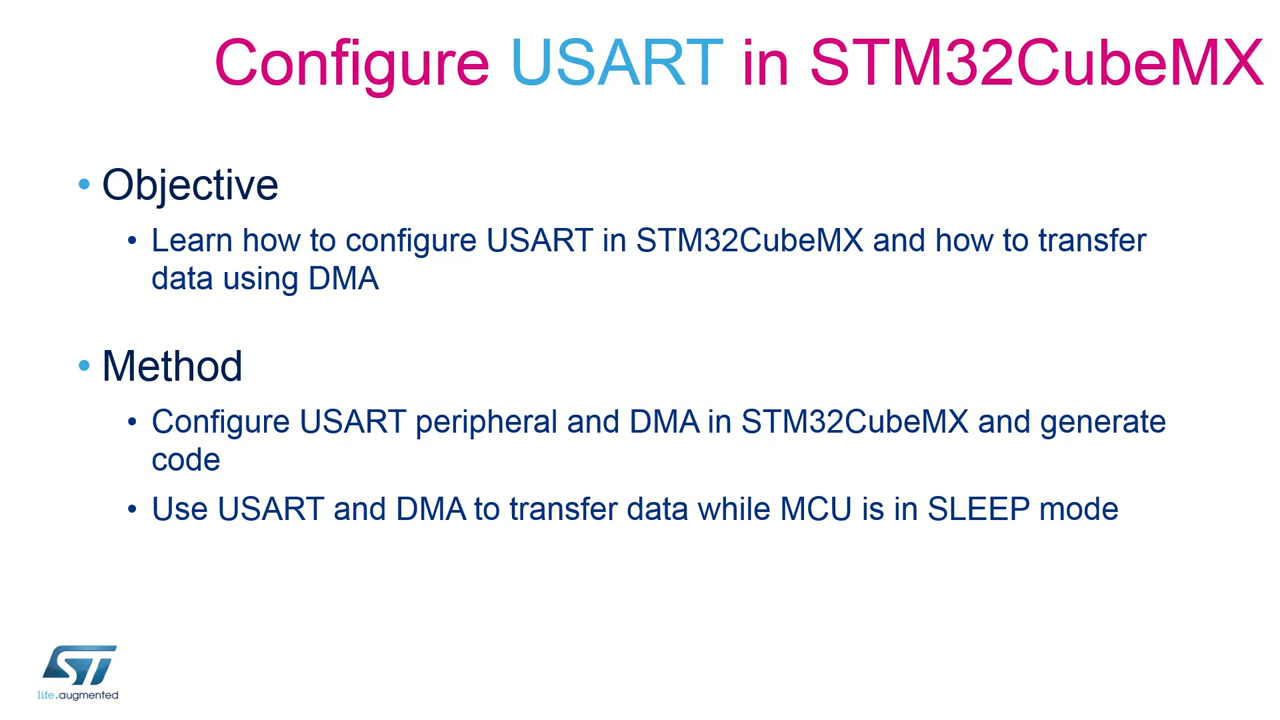 Configure USART in STM32CubeMX
• Objective
• Learn how to configure USART in STM32CubeMX and how to transfer
data using DMA
• Method
• Configure USART peripheral and DMA in STM32CubeMX and generate
code
• Use USART and DMA to transfer data while MCU is in SLEEP mode
ST
life.augmented